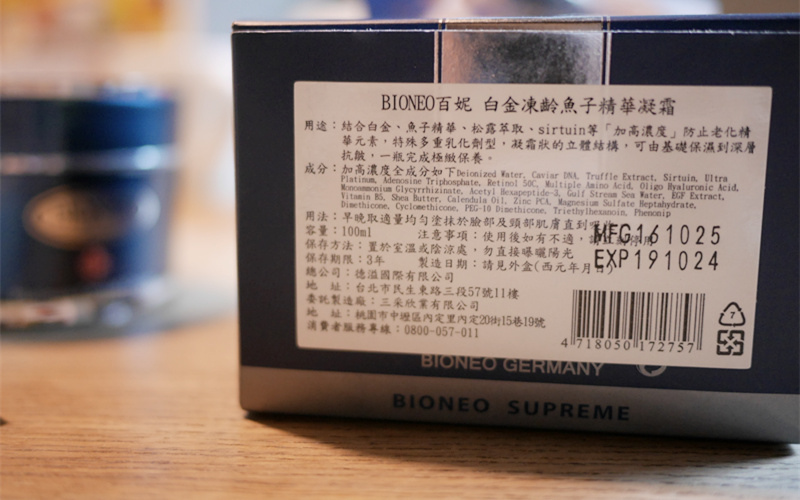 BIONEO百妮 白金凍齡魚子精華凝霜
用途：結合白金、魚子精華、松露萃取、sirtuin等「加高濃度」防止老化精
華元素，特殊多重乳化劑型，凝霜狀的立體結構，可由基礎保濕到深層
抗皺，一瓶完成極緻保養。
成分：加高濃度全成分如下Deionized Water, Caviar DNA, Truffle Extract, Sirtuin, Ultra
Platinum, Adenosine Triphosphate, Retinol 50C, Multiple Amino Acid, Oligo Hyaluronic Acid,
Monoammonium Glycyrrhizinate, Acetyl Hexapeptide-3, Gulf Stream Sea Water, EGF Extract,
Vitamin B5, Shea Butter, Calendula Oil, Zinc PCA, Magnesium Sulfate Heptahydrate,
Dimethicone, Cyclomethicone, PEG-10 Dimethicone, Triethylhexanoin, Phenonip
用法：早晚取適量均勻塗抹於臉部及頸部肌膚直到吸收
容量：100ml 注意事項：使用後如有不適，請立即停用
MFG161025
保存方法：置於室溫或陰涼處，勿直接曝曬陽光
EXP191024
保存期限：3年 製造日期：請見外盒(西元年月日)
總公司：德溢國際有限公司
地 址：台北市民生東路三段57號11樓
委託製造廠：三采欣業有限公司
地 址：桃園市中壢區內定里內定20街15巷19號
消費者服務專線：0800-057-011
4 718050 172757
7
BIONEO GERMANY
BIONEO SUPREME